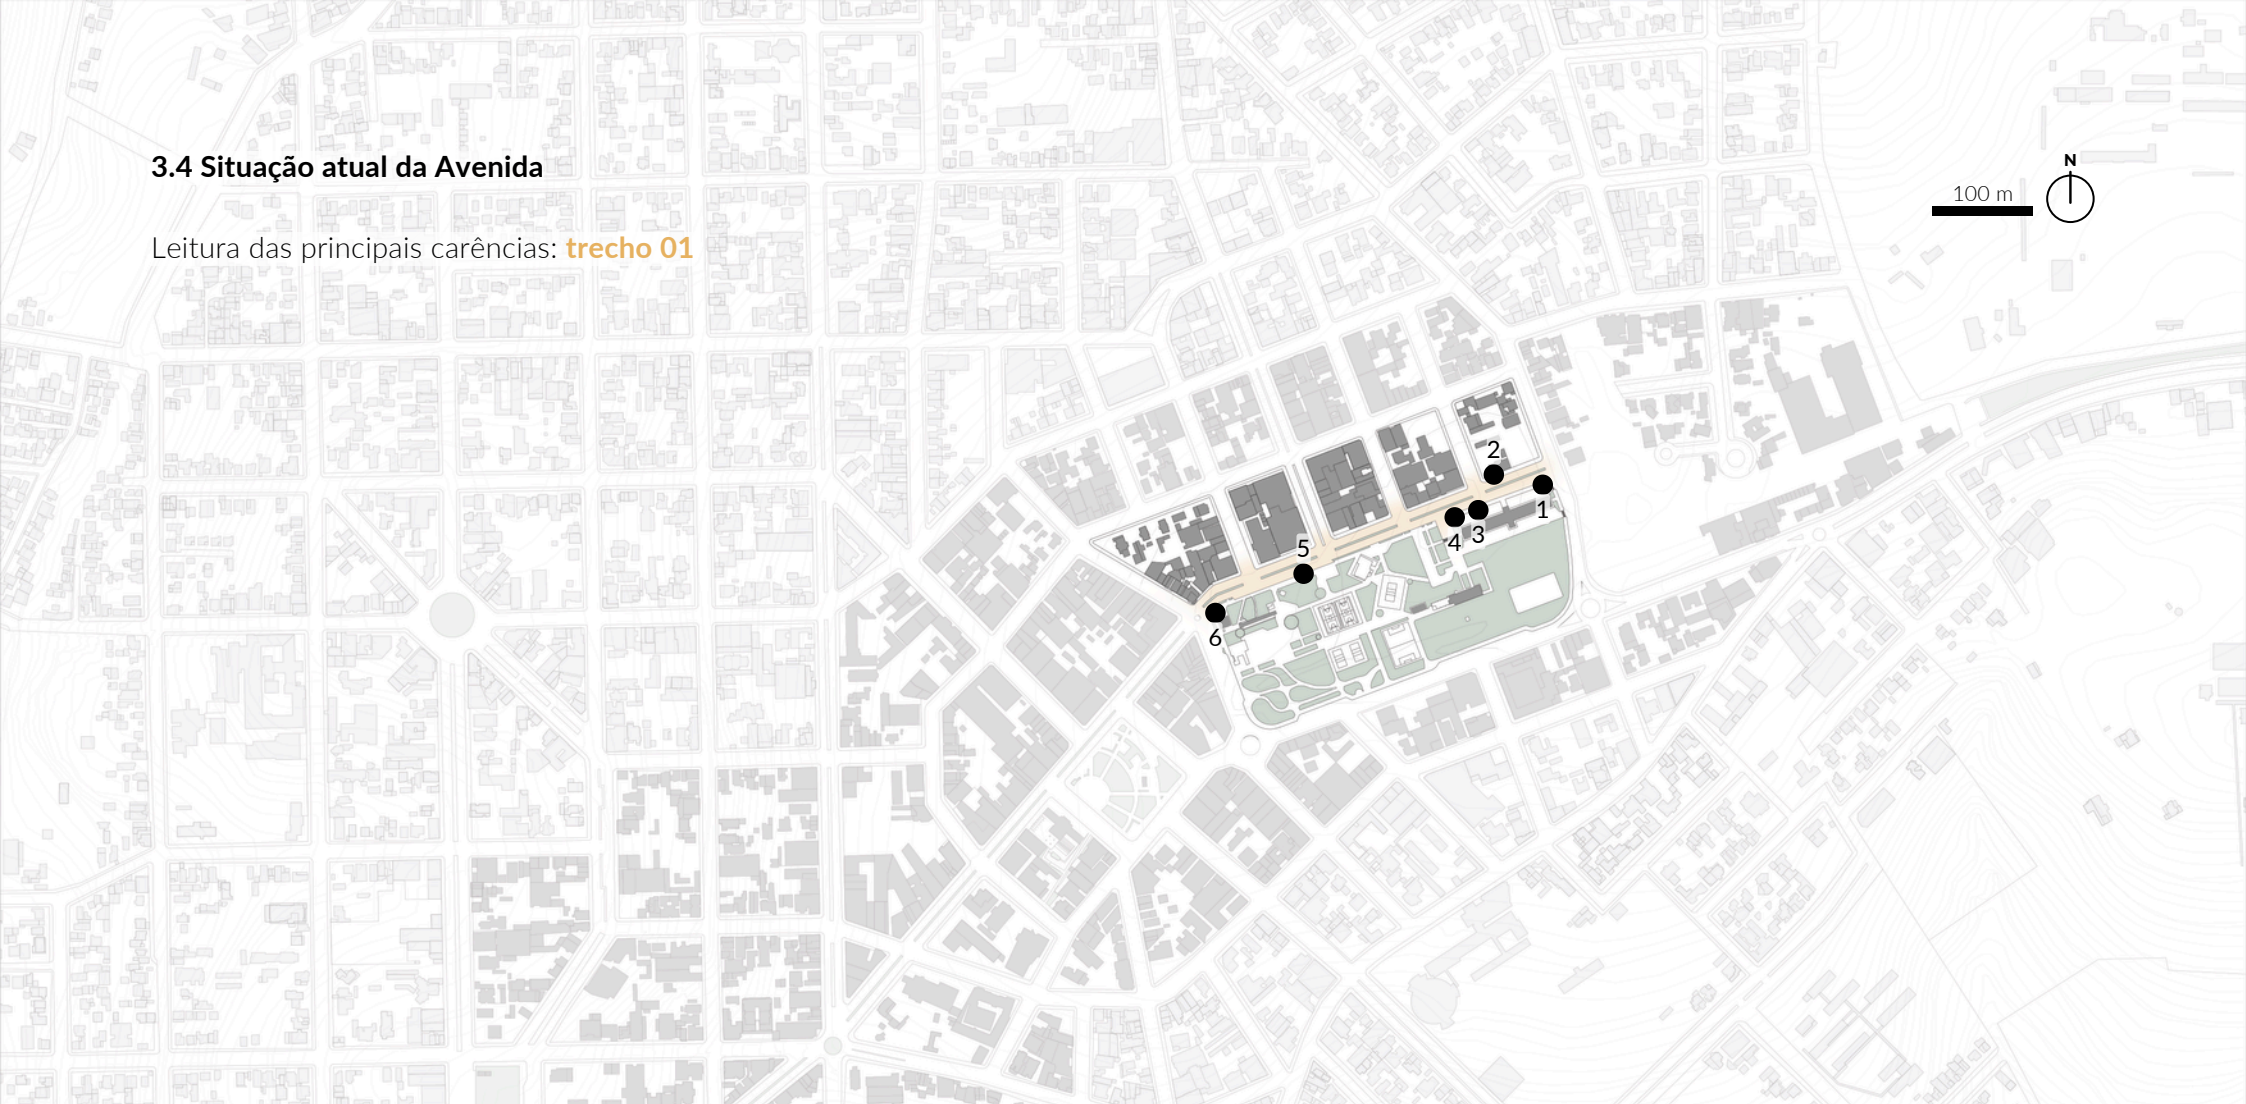 3.4 Situação atual da Avenida
N
100 m
Leitura das principais carências: trecho 01
2
1
3
4
5
6